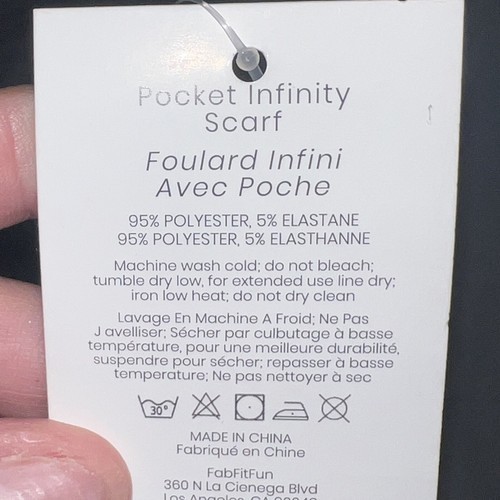 Pocket Infinity
Scarf
Foulard Infini
Avec Poche
95% POLYESTER, 5% ELASTANE
95% POLYESTER, 5% ELASTHANNE
Machine wash cold; do not bleach;
tumble dry low, for extended use line dry;
iron low heat; do not dry clean
Lavage En Machine A Froid; Ne Pas
J avelliser; Sécher par culbutage à basse
température, pour une meilleure durabilité,
suspendre pour sécher; repasser à basse
temperature; Ne pas nettoyer à sec
30°
MADE IN CHINA
Fabriqué en Chine
FabFitFun
360 N La Cienega Blvd
Los Angeles, CA